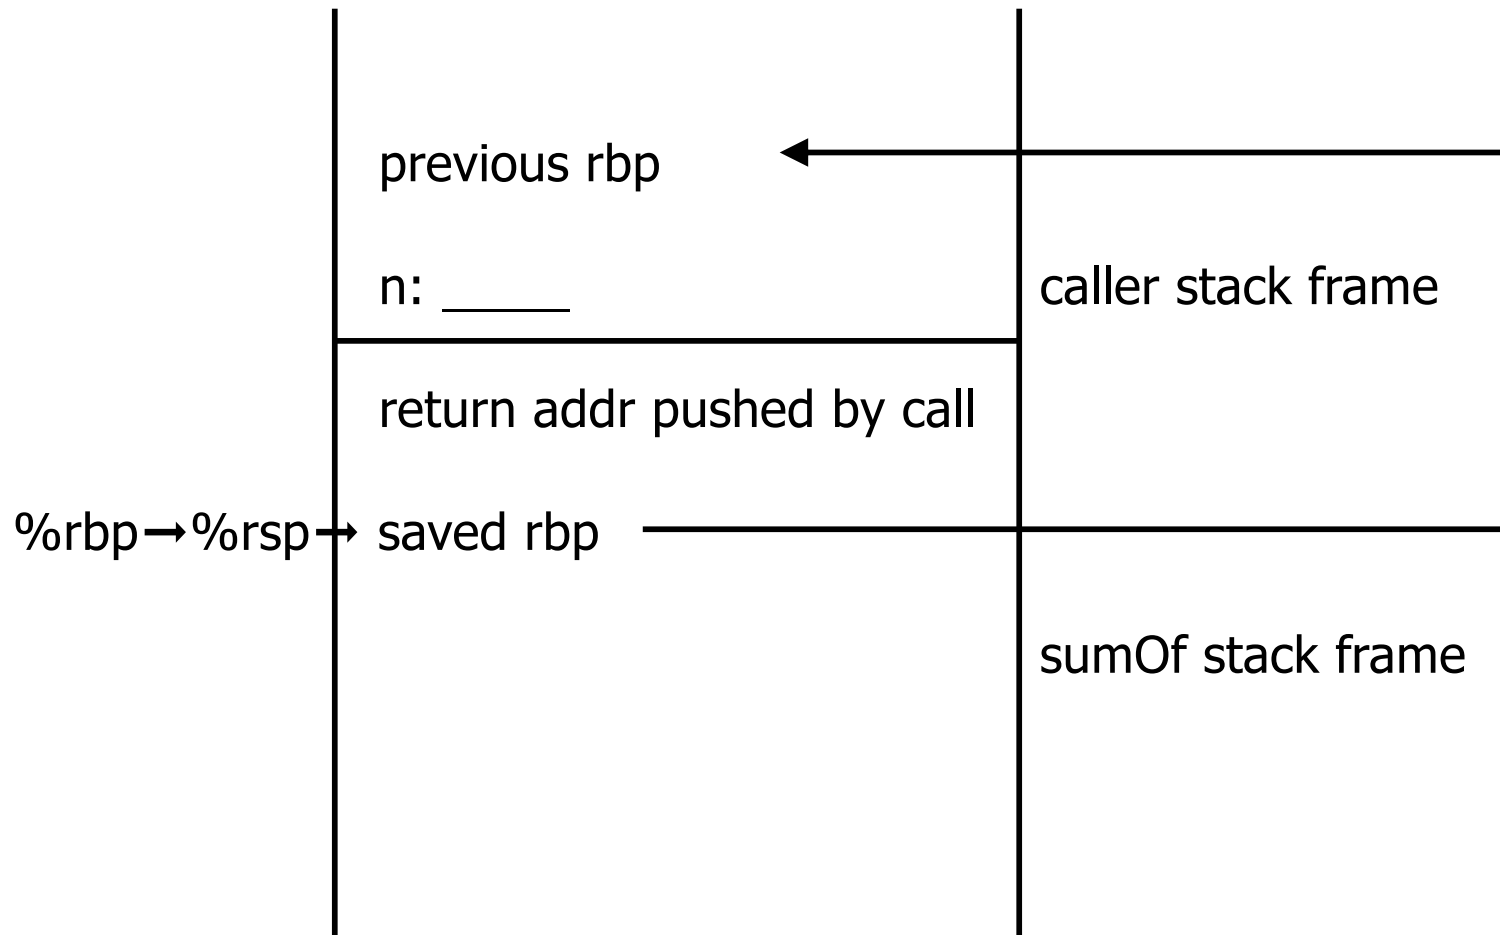 previous rbp
n: _____
caller stack frame
return addr pushed by call
%rbp→%rsp→ saved rbp
sumOf stack frame